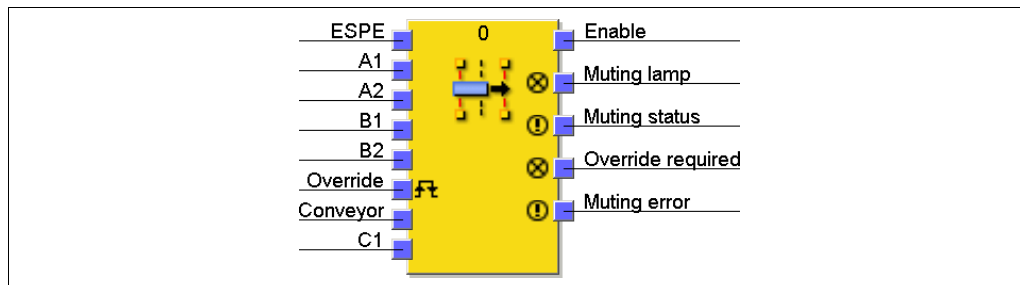 ESPE
0
Enable
A1
Muting lamp
A2
B1
Muting status
B2
Override required
Override
Muting error
Conveyor
C1